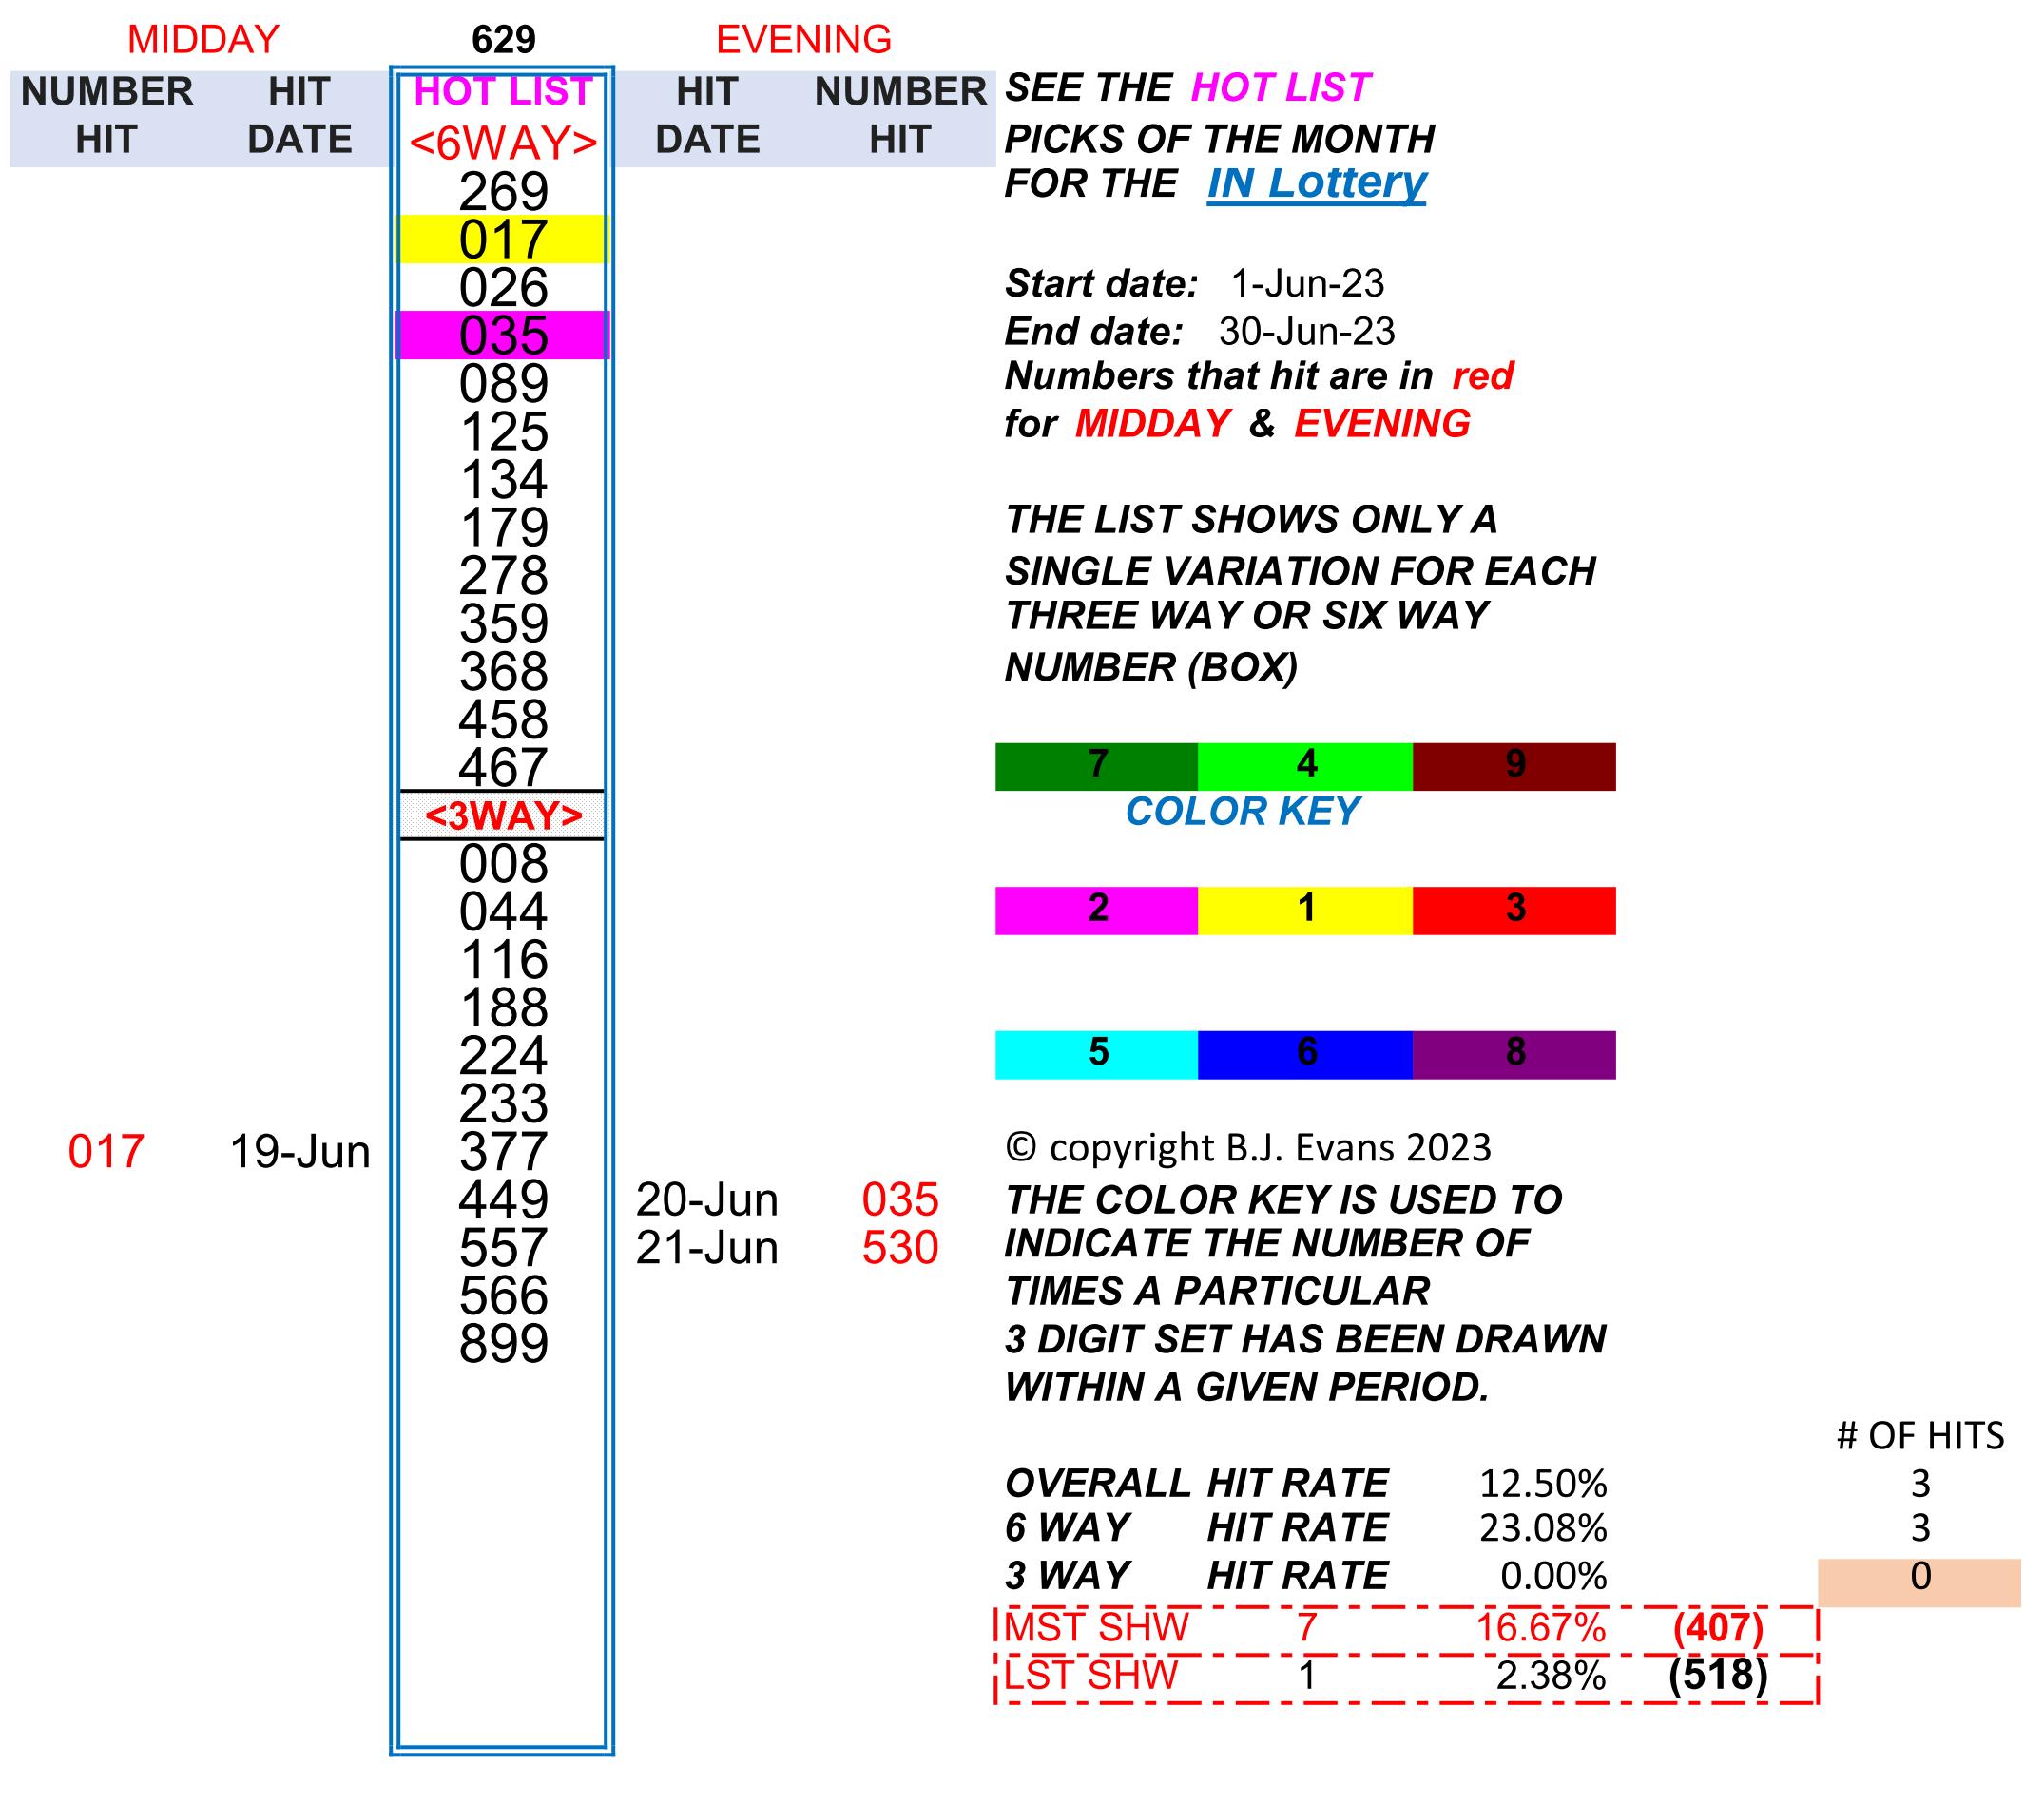 MIDDAY 629 EVENING
NUMBER HIT HOT LIST HIT NUMBER
HIT DATE <6WAY> DATE HIT
269
017
026
035
089
125
134
179
278
359
368
458
467
<3WAY>
008
044
116
188
224
233
017 19-Jun 377
449 20-Jun 035
557 21-Jun 530
566
899
SEE THE HOT LIST
PICKS OF THE MONTH
FOR THE IN Lottery
Start date: 1-Jun-23
End date: 30-Jun-23
Numbers that hit are in red
for MIDDAY & EVENING
THE LIST SHOWS ONLY A
SINGLE VARIATION FOR EACH
THREE WAY OR SIX WAY
NUMBER (BOX)
7 4 9
COLOR KEY
2 1 3
5 6 8
© copyright B.J. Evans 2023
THE COLOR KEY IS USED TO
INDICATE THE NUMBER OF
TIMES A PARTICULAR
3 DIGIT SET HAS BEEN DRAWN
WITHIN A GIVEN PERIOD.
# OF HITS
OVERALL HIT RATE 12.50% 3
6 WAY HIT RATE 23.08% 3
3 WAY HIT RATE 0.00% 0
MST SHW 7 16.67% (407)
LST SHW 1 2.38% (518)